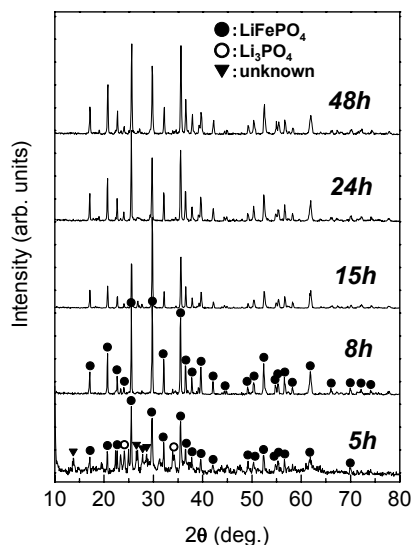 ●: LiFePO₄
○: Li₃PO₄
▼: unknown
48h
24h
15h
8h
5h
Intensity (arb. units)
10 20 30 40 50 60 70 80
2θ (deg.)